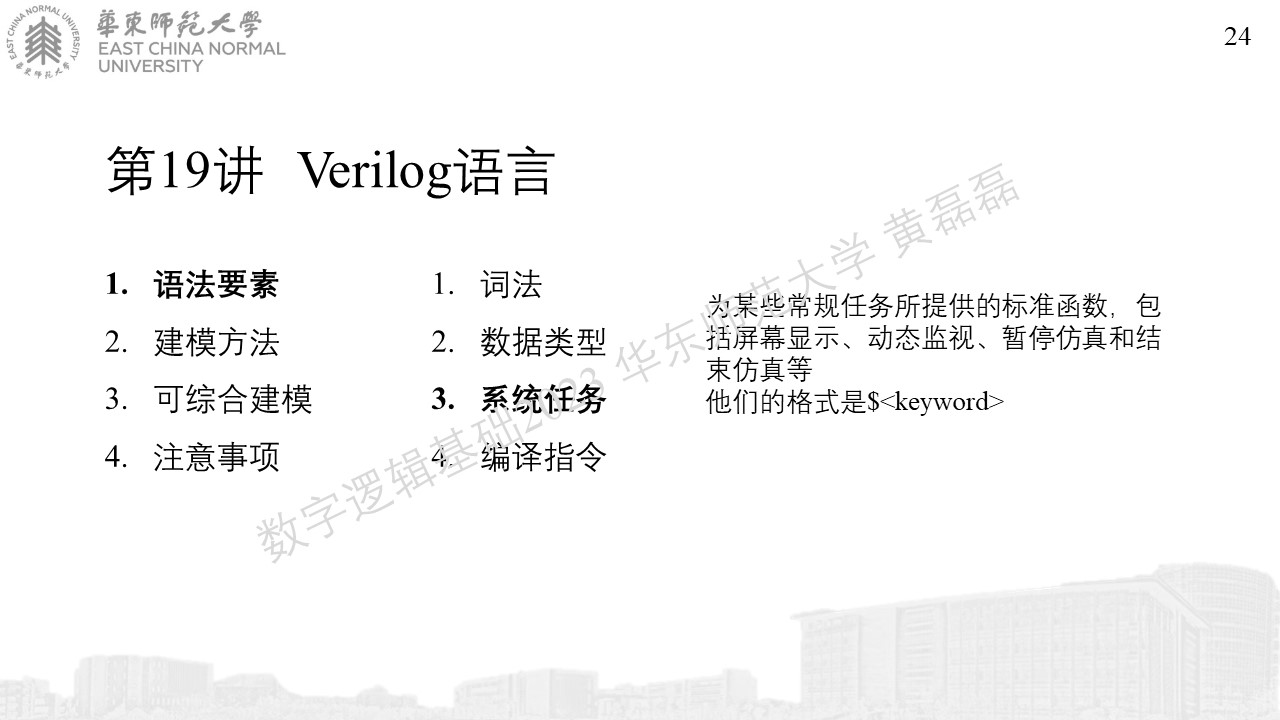 華東師範大學
EAST CHINA NORMAL
UNIVERSITY
EAST CHINA NORMAL UNIVERSITY
華東师范大学
24
第19讲 Verilog语言
1. 语法要素
2. 建模方法
3. 可综合建模
4. 注意事项
1. 词法
2. 数据类型
3. 系统任务
4. 编译指令
为某些常规任务所提供的标准函数，包
括屏幕显示、动态监视、暂停仿真和结
束仿真等
他们的格式是$<keyword>
数字逻辑基础2023 华东师范大学 黄磊磊